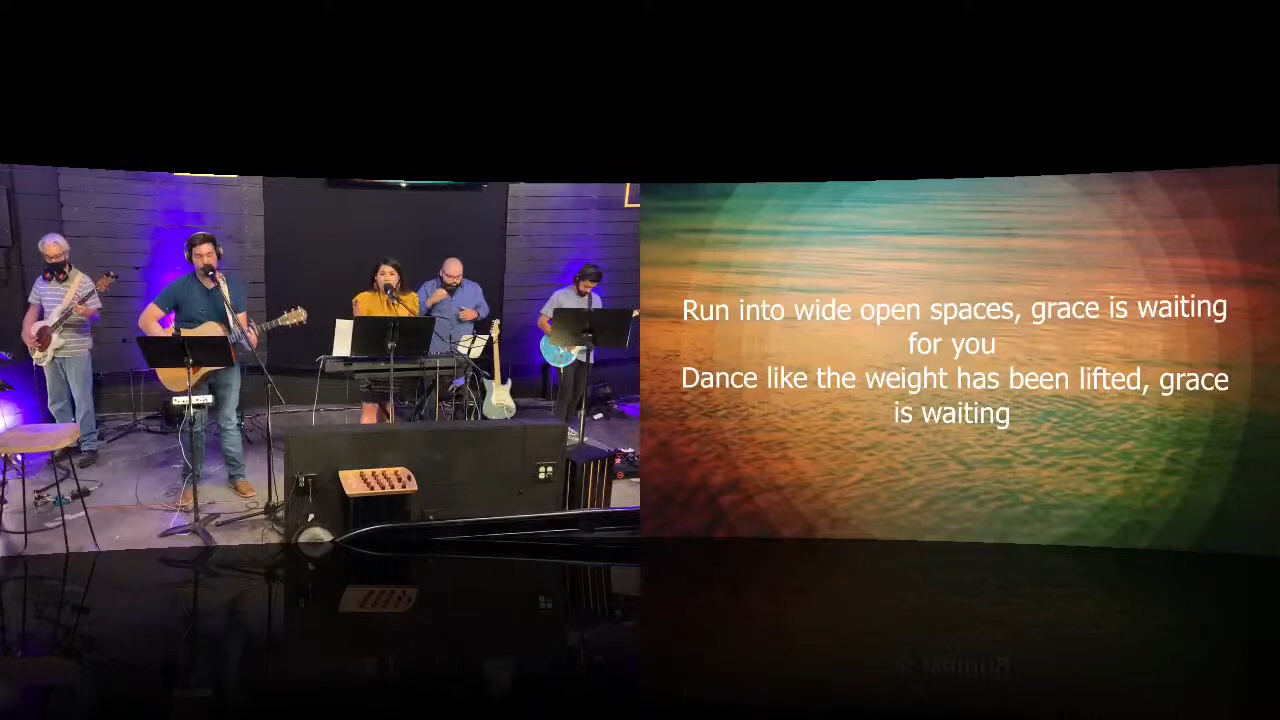 Run into wide open spaces, grace is waiting
for you
Dance like the weight has been lifted, grace
is waiting